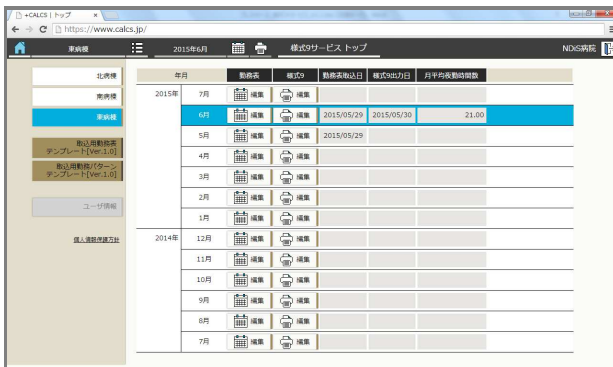 +CALCS | トップ
https://www.calcs.jp/
東病棟
2015年6月
様式9サービス トップ
NDiS病院
北病棟
南病棟
東病棟
取込用勤務表
テンプレート[Ver.1.0]
取込用勤務パターン
テンプレート[Ver.1.0]
ユーザ情報
個人情報保護方針
年月 勤務表 様式9 勤務表取込日 様式9出力日 月平均夜勤時間数
2015年 7月 編集 編集
6月 編集 編集 2015/05/29 2015/05/30 21.00
5月 編集 編集 2015/05/29
4月 編集 編集
3月 編集 編集
2月 編集 編集
1月 編集 編集
2014年 12月 編集 編集
11月 編集 編集
10月 編集 編集
9月 編集 編集
8月 編集 編集
7月 編集 編集